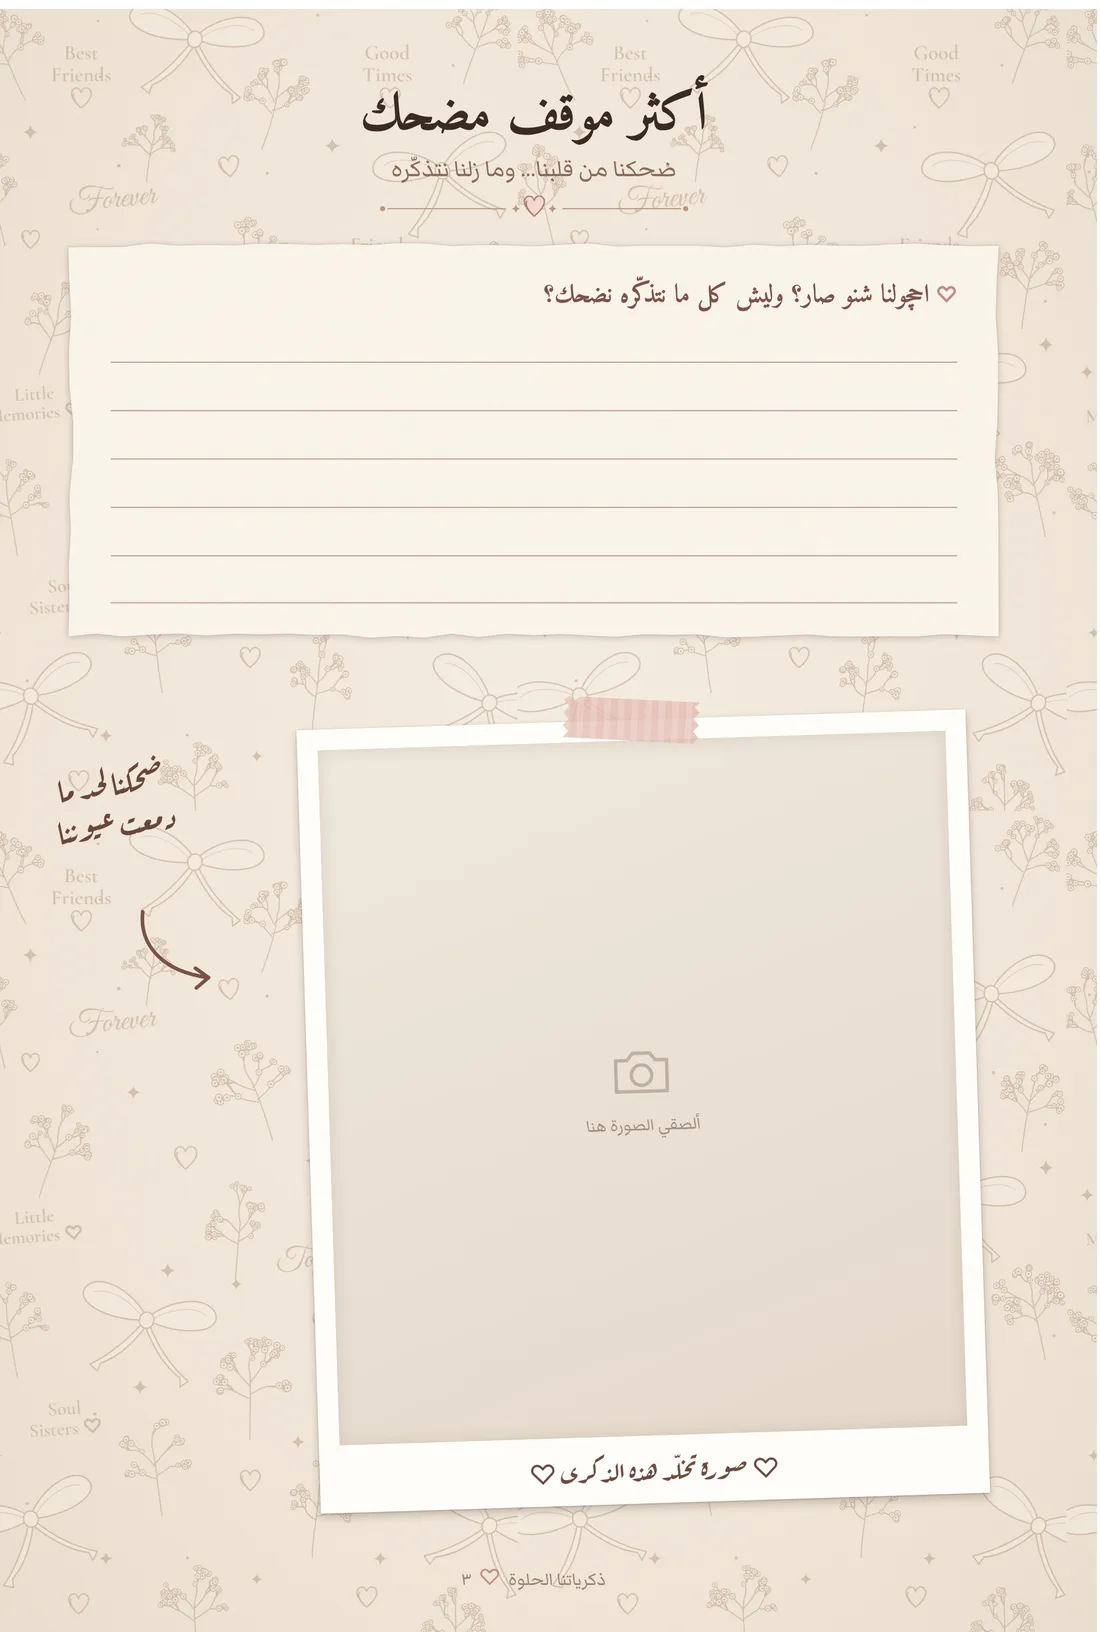 أكثر موقف مضحك
ضحكنا من قلبنا... وما زلنا نتذكّره
احچولنا شنو صار؟ وليش كل ما نتذكّره نضحك؟
ضحكنا لحد ما
دمعت عيوننا
ألصقي الصورة هنا
صورة تخلّد هذه الذكرى
ذكرياتنا الحلوة ٣
Best
Friends
Good
Times
Best
Friends
Good
Times
Forever
Forever
Little
Soul
Sisters
Best
Friends
Forever
Little
Soul
Sisters